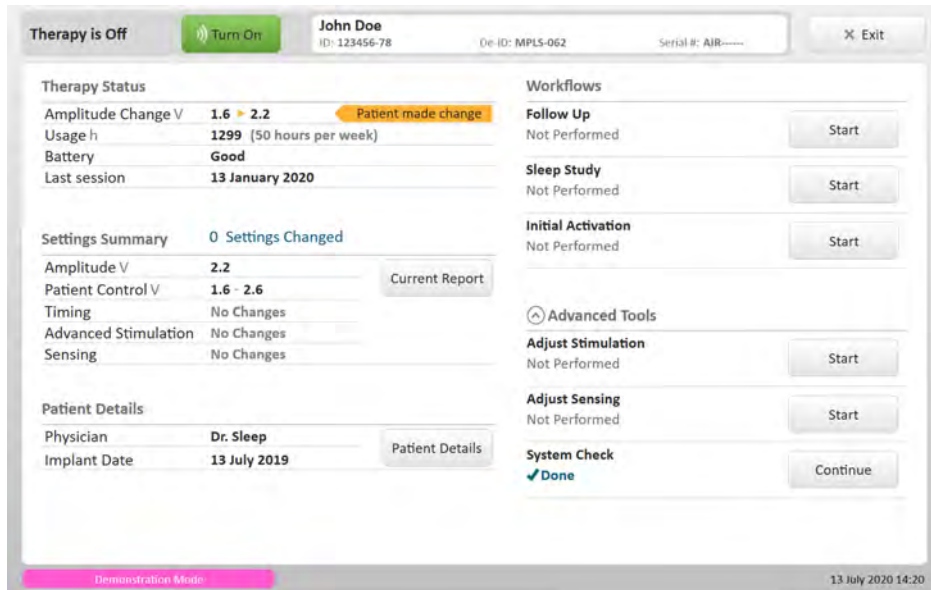 Therapy is Off
Turn On
John Doe
ID: 123456-78 De-ID: MPLS-062 Serial #: AIR------
× Exit
Therapy Status
Amplitude Change V 1.6 ▸ 2.2 Patient made change
Usage h 1299 (50 hours per week)
Battery Good
Last session 13 January 2020
Settings Summary 0 Settings Changed
Amplitude V 2.2
Patient Control V 1.6 - 2.6
Current Report
Timing No Changes
Advanced Stimulation No Changes
Sensing No Changes
Patient Details
Physician Dr. Sleep
Implant Date 13 July 2019
Patient Details
Workflows
Follow Up
Not Performed
Start
Sleep Study
Not Performed
Start
Initial Activation
Not Performed
Start
Advanced Tools
Adjust Stimulation
Not Performed
Start
Adjust Sensing
Not Performed
Start
System Check
✓Done
Continue
Demonstration Mode
13 July 2020 14:20